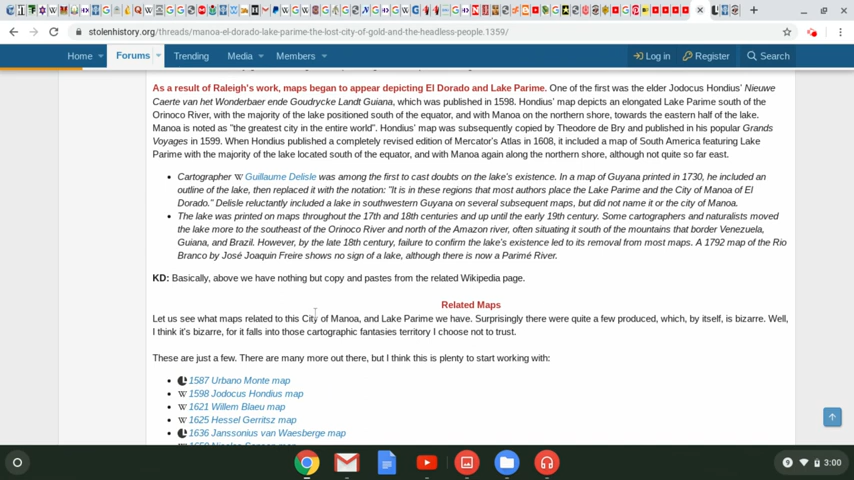 stolenhistory.org/threads/manoa-el-dorado-lake-parime-the-lost-city-of-gold-and-the-headless-people.1359/
Home Forums Trending Media Members Log in Register Search
As a result of Raleigh's work, maps began to appear depicting El Dorado and Lake Parime. One of the first was the elder Jodocus Hondius' Nieuwe
Caerte van het Wonderbaer ende Goudrycke Landt Guiana, which was published in 1598. Hondius' map depicts an elongated Lake Parime south of the
Orinoco River, with the majority of the lake positioned south of the equator, and with Manoa on the northern shore, towards the eastern half of the lake.
Manoa is noted as "the greatest city in the entire world". Hondius' map was subsequently copied by Theodore de Bry and published in his popular Grands
Voyages in 1599. When Hondius published a completely revised edition of Mercator's Atlas in 1608, it included a map of South America featuring Lake
Parime with the majority of the lake located south of the equator, and with Manoa again along the northern shore, although not quite so far east.
Cartographer W Guillaume Delisle was among the first to cast doubts on the lake's existence. In a map of Guyana printed in 1730, he included an
outline of the lake, then replaced it with the notation: "It is in these regions that most authors place the Lake Parime and the City of Manoa of El
Dorado." Delisle reluctantly included a lake in southwestern Guyana on several subsequent maps, but did not name it or the city of Manoa.
The lake was printed on maps throughout the 17th and 18th centuries and up until the early 19th century. Some cartographers and naturalists moved
the lake more to the southeast of the Orinoco River and north of the Amazon river, often situating it south of the mountains that border Venezuela,
Guiana, and Brazil. However, by the late 18th century, failure to confirm the lake's existence led to its removal from most maps. A 1792 map of the Rio
Branco by José Joaquin Freire shows no sign of a lake, although there is now a Parimé River.
KD: Basically, above we have nothing but copy and pastes from the related Wikipedia page.
Related Maps
Let us see what maps related to this City of Manoa, and Lake Parime we have. Surprisingly there were quite a few produced, which, by itself, is bizarre. Well,
I think it's bizarre, for it falls into those cartographic fantasies territory I choose not to trust.
These are just a few. There are many more out there, but I think this is plenty to start working with:
1587 Urbano Monte map
W 1598 Jodocus Hondius map
W 1621 Willem Blaeu map
W 1625 Hessel Gerritsz map
1636 Janssonius van Waesberge map
9 3:00